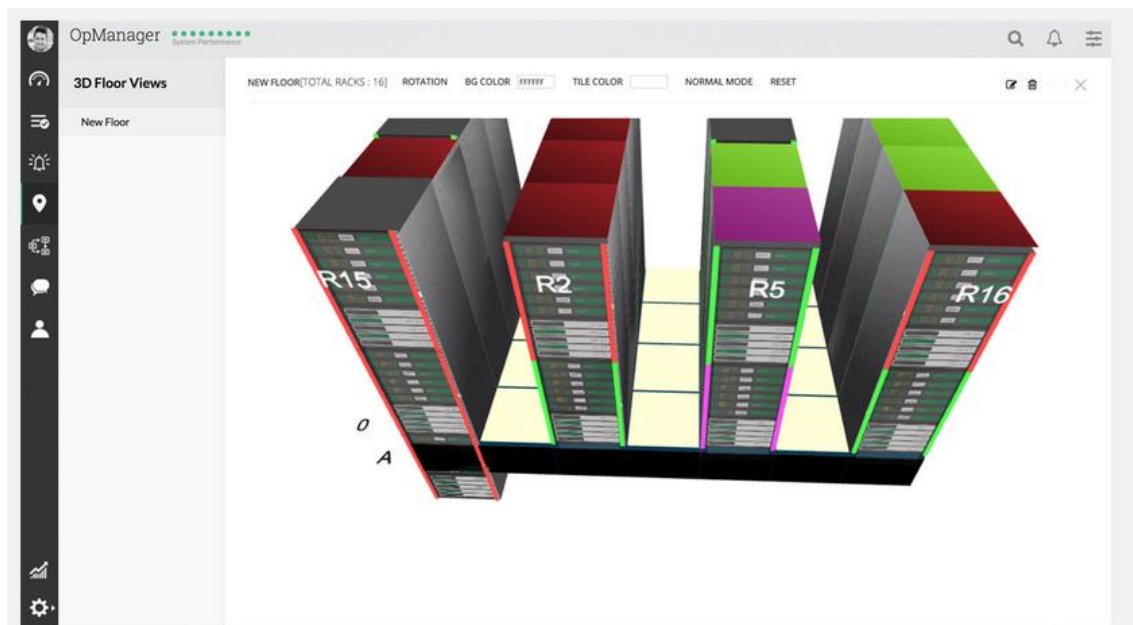 OpManager
System Performance
3D Floor Views
New Floor
NEW FLOOR[TOTAL RACKS : 16] ROTATION BG COLOR FFFFFF TILE COLOR NORMAL MODE RESET
R15 R2 R5 R16
0
A